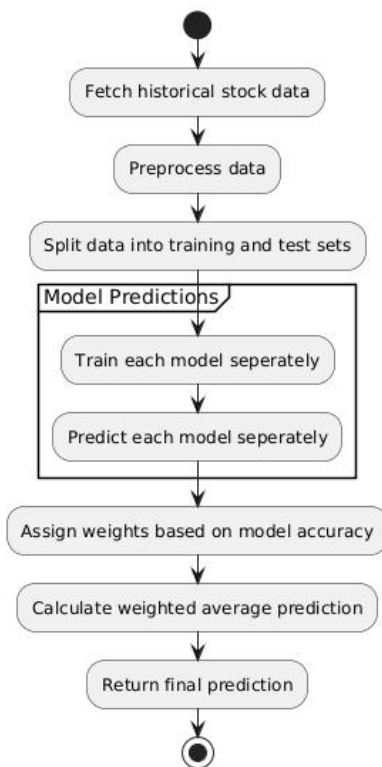 Fetch historical stock data
Preprocess data
Split data into training and test sets
Model Predictions
Train each model seperately
Predict each model seperately
Assign weights based on model accuracy
Calculate weighted average prediction
Return final prediction